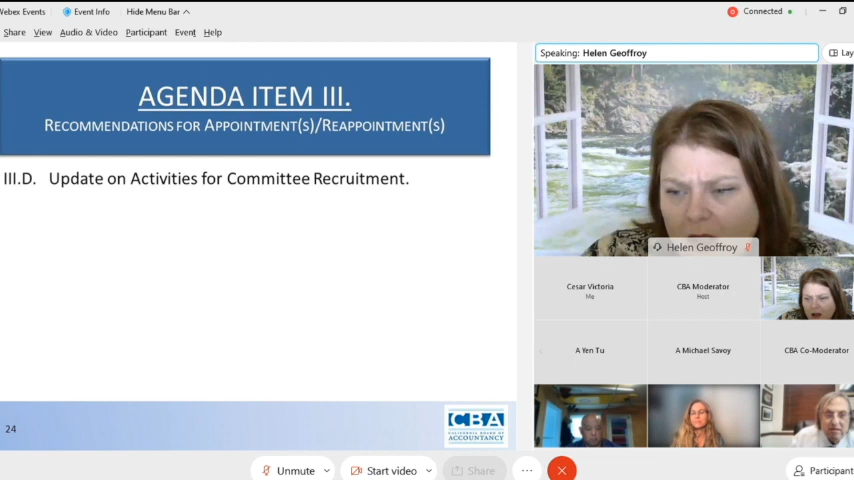 Webex Events
Event Info
Hide Menu Bar
Connected
Share View Audio & Video Participant Event Help
Speaking: Helen Geoffroy
Lay
AGENDA ITEM III.
RECOMMENDATIONS FOR APPOINTMENT(S)/REAPPOINTMENT(S)
III.D. Update on Activities for Committee Recruitment.
Helen Geoffroy
Cesar Victoria
Me
CBA Moderator
Host
A Yen Tu
A Michael Savoy
CBA Co-Moderator
24
CBA
CALIFORNIA BOARD OF
ACCOUNTANCY
Unmute
Start video
Share
Participant